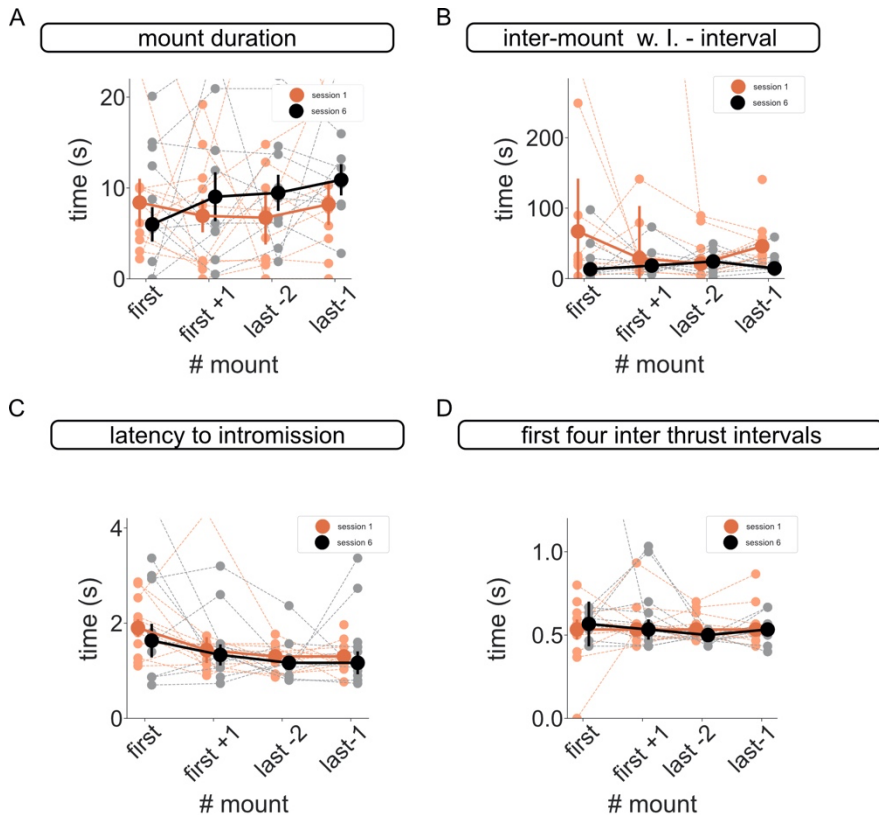 A
mount duration
20
10
0
time (s)
session 1
session 6
first
first +1
last -2
last-1
# mount
B
inter-mount w. I. - interval
200
100
50
0
time (s)
session 1
session 6
first
first +1
last -2
last-1
# mount
C
latency to intromission
4
2
0
time (s)
session 1
session 6
first
first +1
last -2
last-1
# mount
D
first four inter thrust intervals
1.0
0.5
0.0
time (s)
session 1
session 6
first
first +1
last -2
last-1
# mount